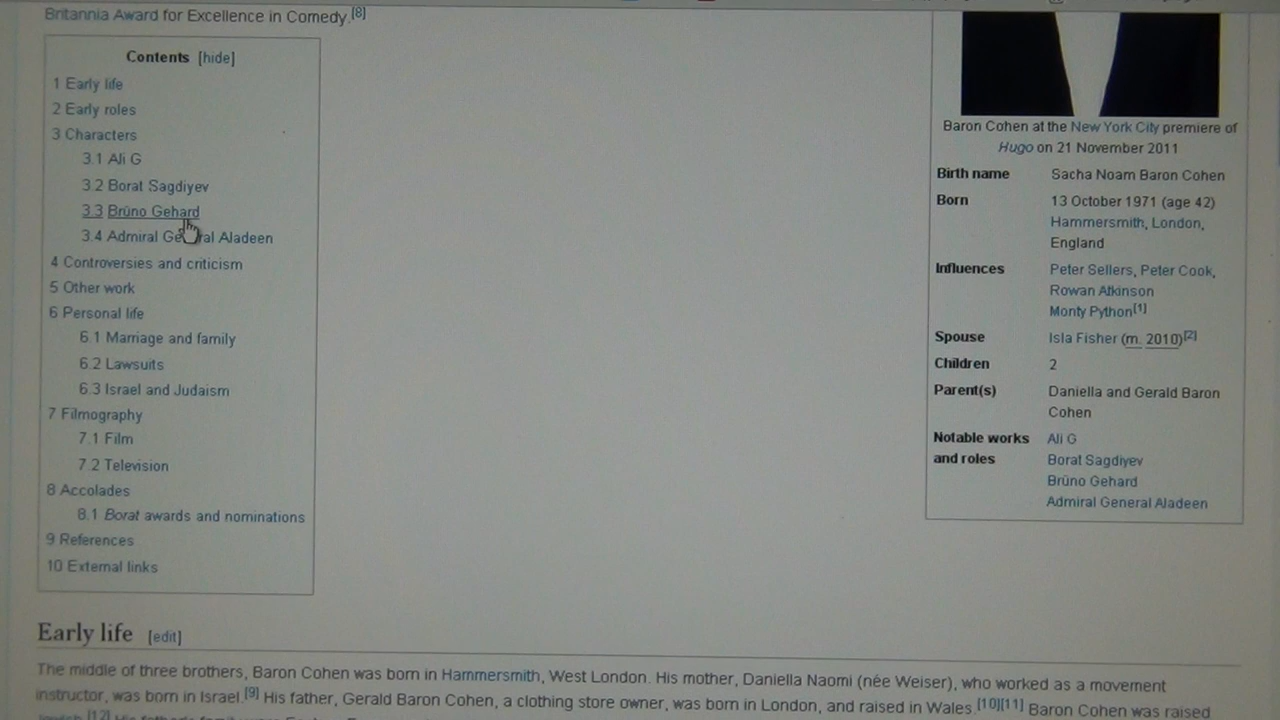 Britannia Award for Excellence in Comedy.[8]
Contents [hide]
1 Early life
2 Early roles
3 Characters
3.1 Ali G
3.2 Borat Sagdiyev
3.3 Brüno Gehard
3.4 Admiral General Aladeen
4 Controversies and criticism
5 Other work
6 Personal life
6.1 Marriage and family
6.2 Lawsuits
6.3 Israel and Judaism
7 Filmography
7.1 Film
7.2 Television
8 Accolades
8.1 Borat awards and nominations
9 References
10 External links
Baron Cohen at the New York City premiere of
Hugo on 21 November 2011
Birth name Sacha Noam Baron Cohen
Born 13 October 1971 (age 42)
Hammersmith, London,
England
Influences Peter Sellers, Peter Cook,
Rowan Atkinson
Monty Python[1]
Spouse Isla Fisher (m. 2010)[2]
Children 2
Parent(s) Daniella and Gerald Baron
Cohen
Notable works Ali G
and roles Borat Sagdiyev
Brüno Gehard
Admiral General Aladeen
Early life [edit]
The middle of three brothers, Baron Cohen was born in Hammersmith, West London. His mother, Daniella Naomi (née Weiser), who worked as a movement
instructor, was born in Israel.[9] His father, Gerald Baron Cohen, a clothing store owner, was born in London, and raised in Wales.[10][11] Baron Cohen was raised
[12]